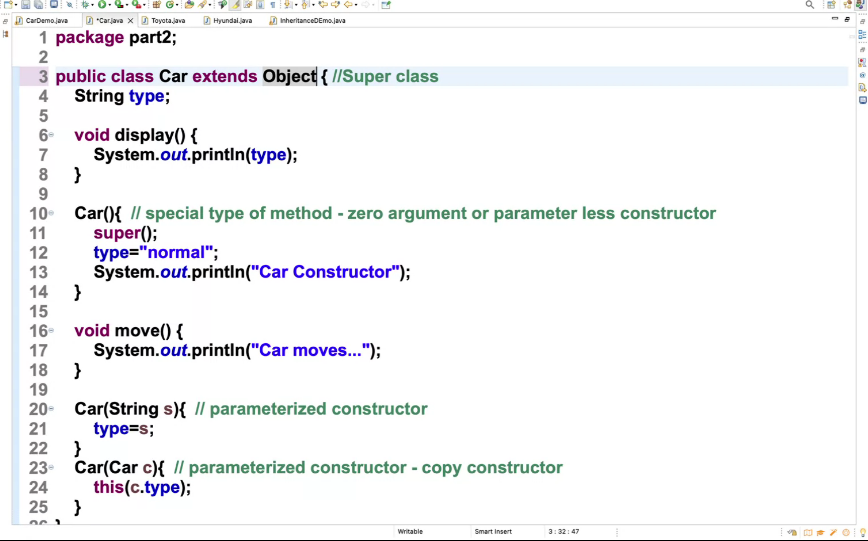 CarDemo.java *Car.java Toyota.java Hyundai.java InheritanceDEmo.java
1 package part2;
2
3 public class Car extends Object { //Super class
4 String type;
5
6 void display() {
7 System.out.println(type);
8 }
9
10 Car(){ // special type of method - zero argument or parameter less constructor
11 super();
12 type="normal";
13 System.out.println("Car Constructor");
14 }
15
16 void move() {
17 System.out.println("Car moves...");
18 }
19
20 Car(String s){ // parameterized constructor
21 type=s;
22 }
23 Car(Car c){ // parameterized constructor - copy constructor
24 this(c.type);
25 }
26 }
Writable Smart Insert 3 : 32 : 47